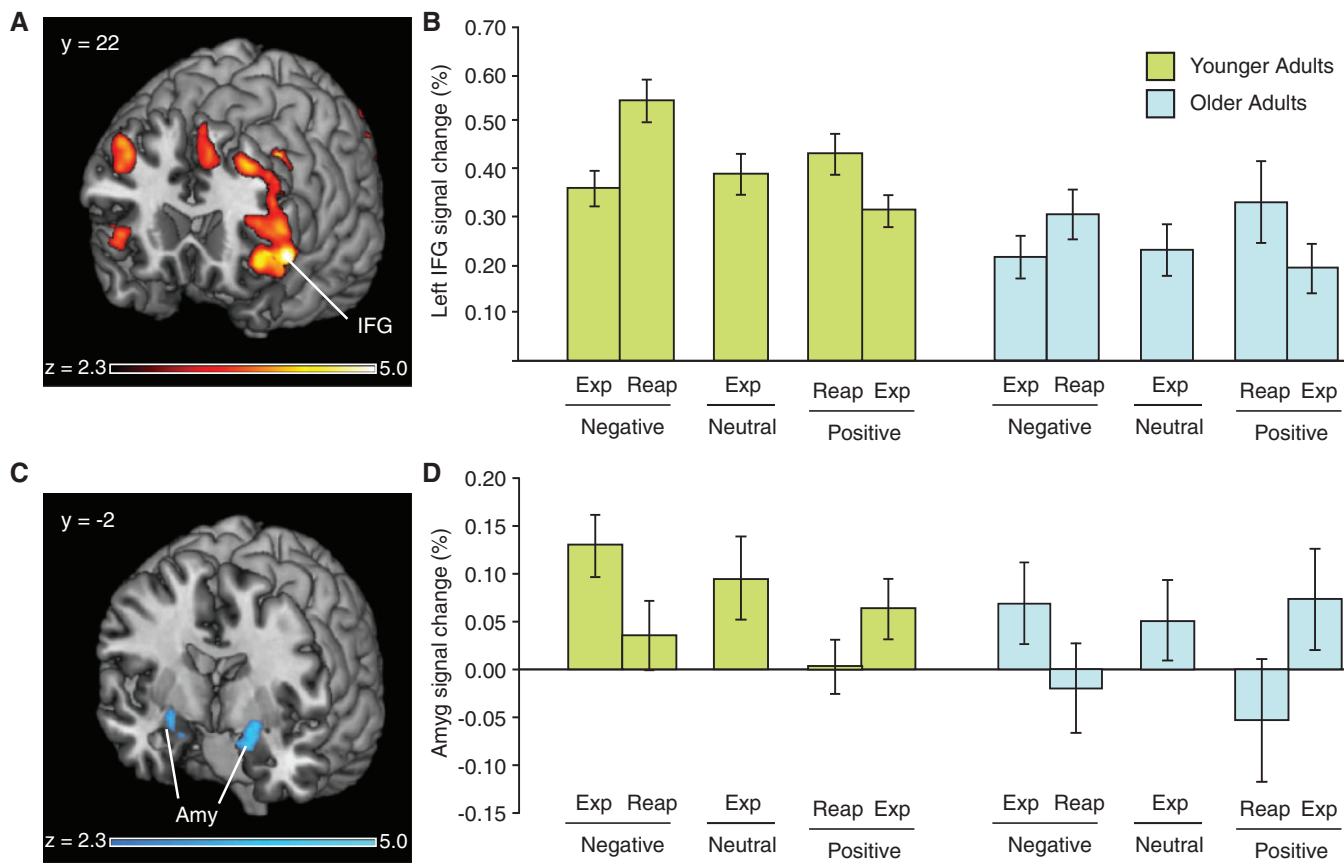 A
y = 22
IFG
z = 2.3
5.0
B
Left IFG signal change (%)
0.70
0.60
0.50
0.40
0.30
0.20
0.10
Younger Adults
Older Adults
Exp Reap Exp Reap Exp Exp Reap Exp Reap Exp
Negative Neutral Positive Negative Neutral Positive
C
y = -2
Amy
z = 2.3
5.0
D
Amyg signal change (%)
0.20
0.15
0.10
0.05
0.00
-0.05
-0.10
-0.15
Exp Reap Exp Reap Exp Exp Reap Exp Reap Exp
Negative Neutral Positive Negative Neutral Positive